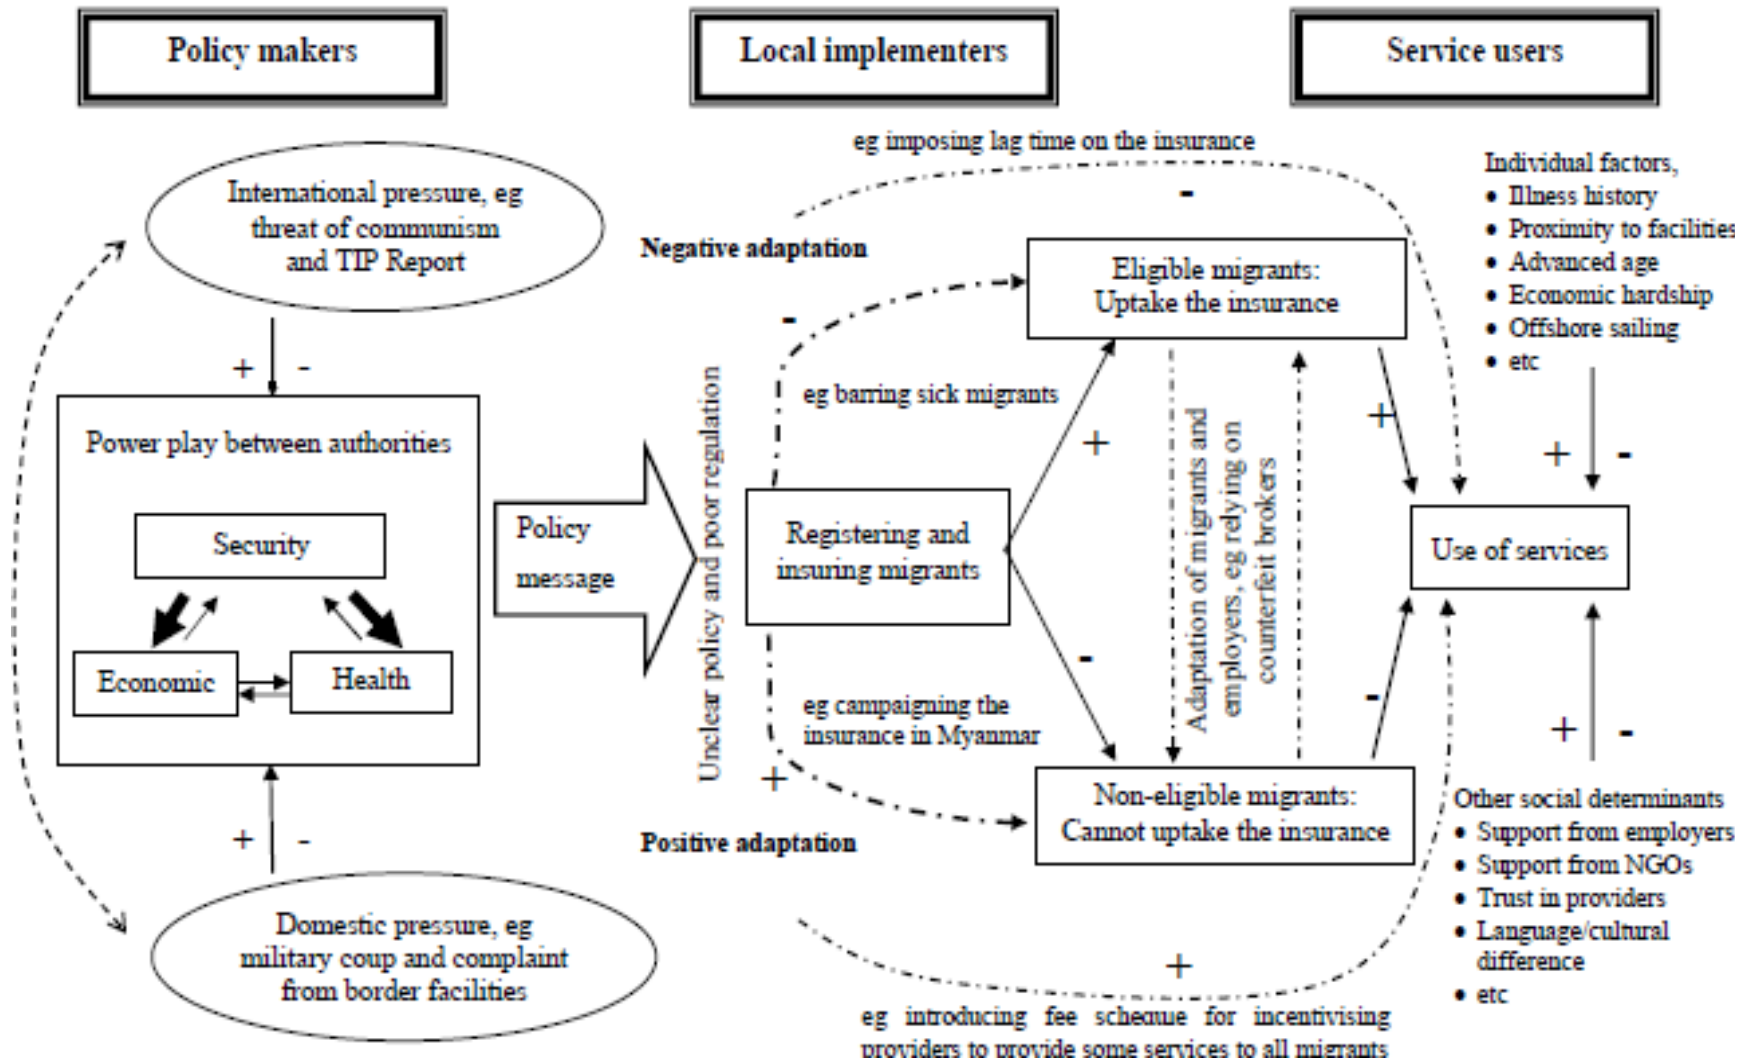 Policy makers
Local implementers
Service users
International pressure, eg
threat of communism
and TIP Report
+ -
Power play between authorities
Security
Economic
Health
+ -
Domestic pressure, eg
military coup and complaint
from border facilities
Policy
message
Unclear policy and poor regulation
eg imposing lag time on the insurance
-
Negative adaptation
-
eg barring sick migrants
Registering and
insuring migrants
eg campaigning the
insurance in Myanmar
+
Positive adaptation
Eligible migrants:
Uptake the insurance
+
-
Adaptation of migrants and
employers, eg relying on
counterfeit brokers
Non-eligible migrants:
Cannot uptake the insurance
+
-
+
eg introducing fee schedule for incentivising
providers to provide some services to all migrants
Individual factors,
• Illness history
• Proximity to facilities
• Advanced age
• Economic hardship
• Offshore sailing
• etc
+ -
Use of services
+ -
Other social determinants
• Support from employers
• Support from NGOs
• Trust in providers
• Language/cultural
difference
• etc